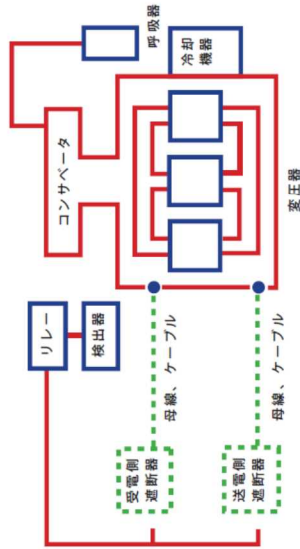 呼吸器
冷却
機器
コンサベータ
変圧器
リレー
検出器
母線、ケーブル
母線、ケーブル
受電側
遮断器
送電側
遮断器